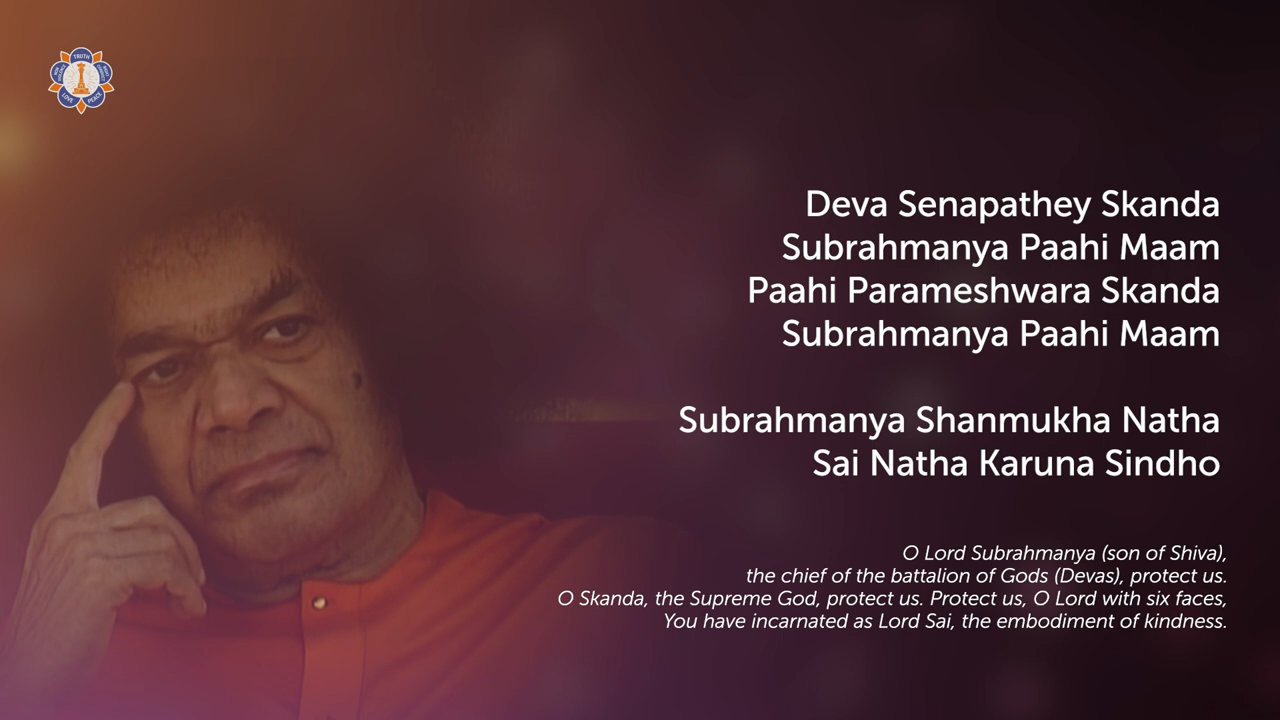 TRUTH
LOVE
PEACE
Deva Senapathey Skanda
Subrahmanya Paahi Maam
Paahi Parameshwara Skanda
Subrahmanya Paahi Maam
Subrahmanya Shanmukha Natha
Sai Natha Karuna Sindho
O Lord Subrahmanya (son of Shiva),
the chief of the battalion of Gods (Devas), protect us.
O Skanda, the Supreme God, protect us. Protect us, O Lord with six faces,
You have incarnated as Lord Sai, the embodiment of kindness.